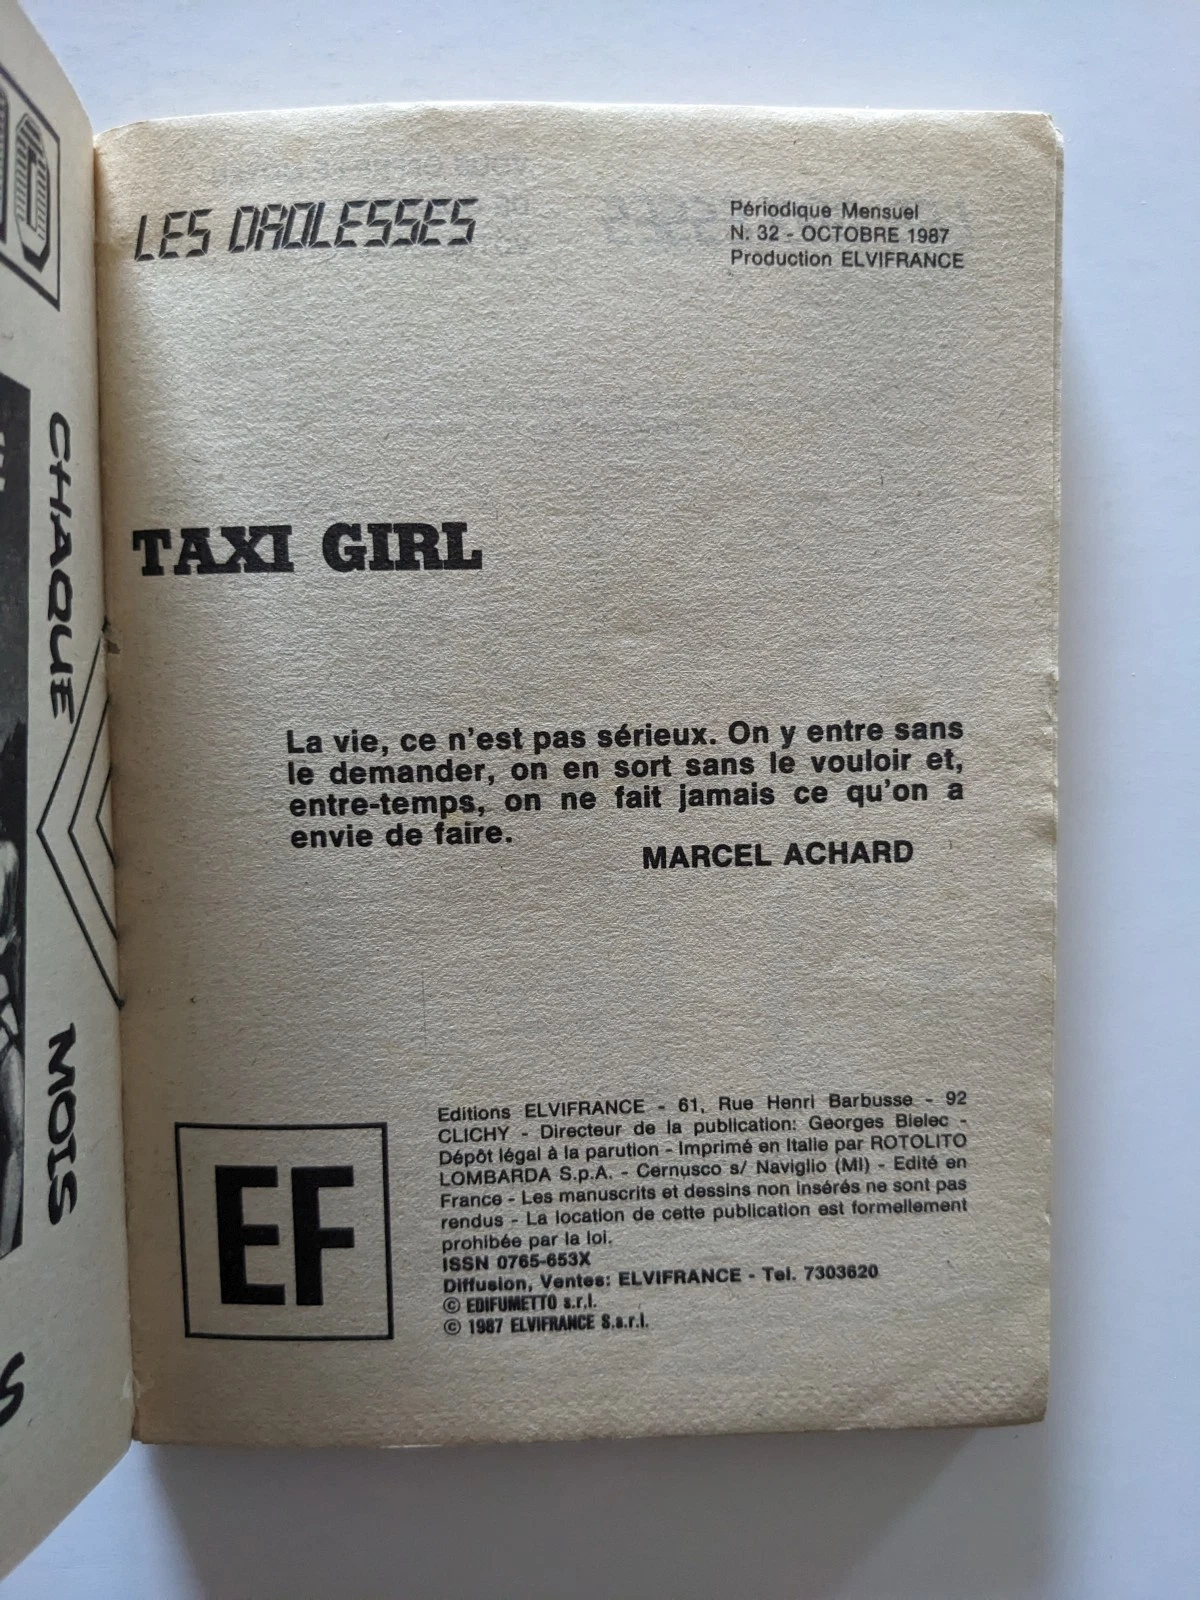 LES DROLESSES
Périodique Mensuel
N. 32 - OCTOBRE 1987
Production ELVIFRANCE
TAXI GIRL
La vie, ce n'est pas sérieux. On y entre sans
le demander, on en sort sans le vouloir et,
entre-temps, on ne fait jamais ce qu'on a
envie de faire.
MARCEL ACHARD
EF
Editions ELVIFRANCE - 61, Rue Henri Barbusse - 92
CLICHY - Directeur de la publication: Georges Bielec -
Dépôt légal à la parution - Imprimé en Italie par ROTOLITO
LOMBARDA S.p.A. - Cernusco s/ Naviglio (MI) - Edité en
France - Les manuscrits et dessins non insérés ne sont pas
rendus - La location de cette publication est formellement
prohibée par la loi.
ISSN 0765-653X
Diffusion, Ventes: ELVIFRANCE - Tel. 7303620
© EDIFUMETTO s.r.l.
© 1987 ELVIFRANCE S.a.r.l.
CHAQUE
MOIS